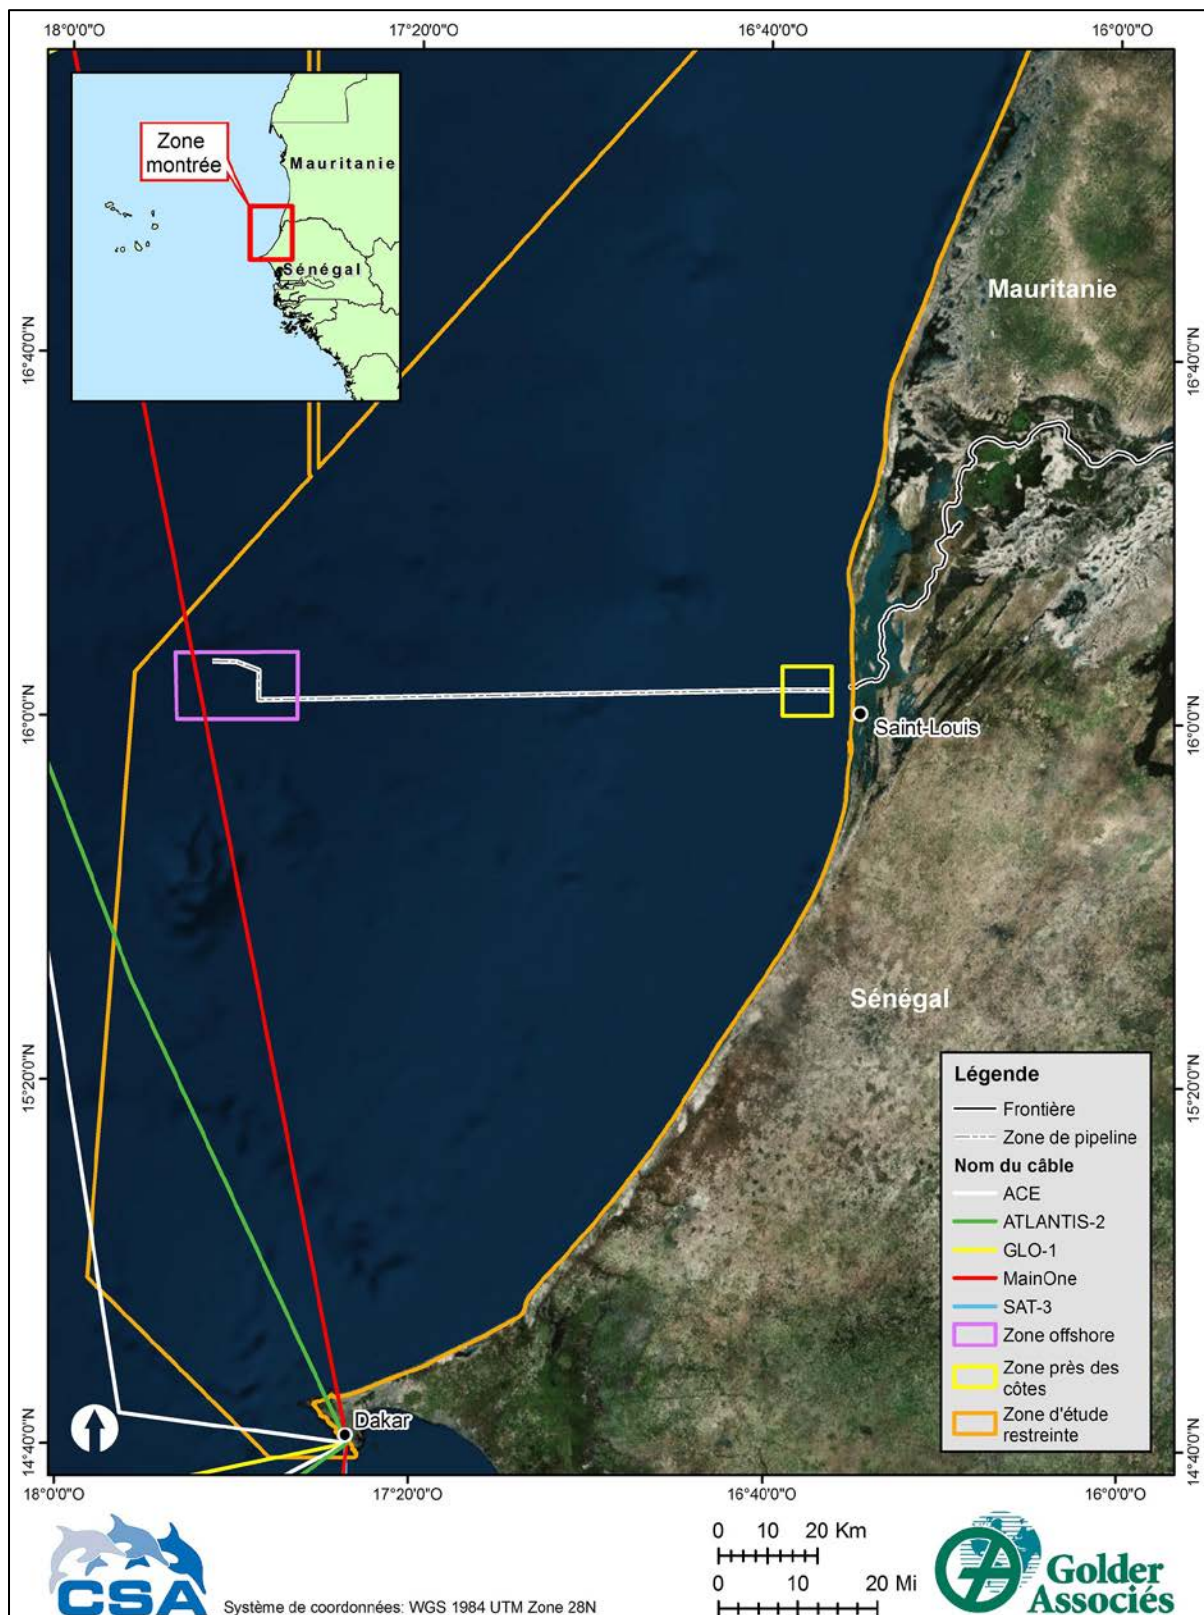 18°0'0"O
17°20'0"O
16°40'0"O
16°0'0"O
Zone
montrée
Mauritanie
Sénégal
Mauritanie
16°40'0"N
16°40'0"N
16°0'0"N
16°0'0"N
Saint-Louis
Sénégal
15°20'0"N
15°20'0"N
Légende
Frontière
Zone de pipeline
Nom du câble
ACE
ATLANTIS-2
GLO-1
MainOne
SAT-3
Zone offshore
Zone près des
côtes
Zone d'étude
restreinte
Dakar
14°40'0"N
14°40'0"N
18°0'0"O
17°20'0"O
16°40'0"O
16°0'0"O
CSA
Système de coordonnées: WGS 1984 UTM Zone 28N
0 10 20 Km
0 10 20 Mi
GA
Golder
Associés